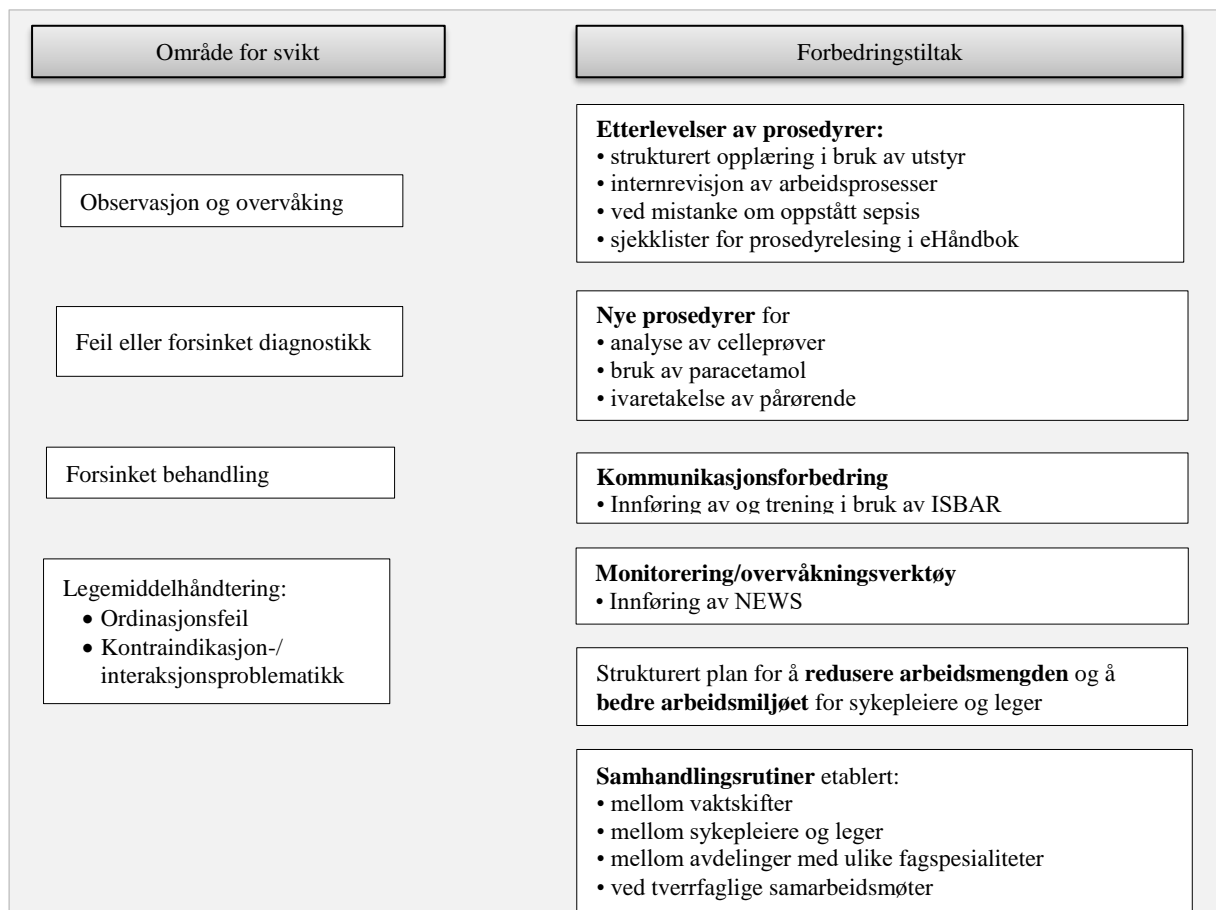 Område for svikt
Observasjon og overvåking
Feil eller forsinket diagnostikk
Forsinket behandling
Legemiddelhåndtering:
• Ordinasjonsfeil
• Kontraindikasjon-/
interaksjonsproblematikk
Forbedringstiltak
Etterlevelser av prosedyrer:
• strukturert opplæring i bruk av utstyr
• internrevisjon av arbeidsprosesser
• ved mistanke om oppstått sepsis
• sjekklister for prosedyrelesing i eHåndbok
Nye prosedyrer for
• analyse av celleprøver
• bruk av paracetamol
• ivaretakelse av pårørende
Kommunikasjonsforbedring
• Innføring av og trening i bruk av ISBAR
Monitorering/overvåkningsverktøy
• Innføring av NEWS
Strukturert plan for å redusere arbeidsmengden og å
bedre arbeidsmiljøet for sykepleiere og leger
Samhandlingsrutiner etablert:
• mellom vaktskifter
• mellom sykepleiere og leger
• mellom avdelinger med ulike fagspesialiteter
• ved tverrfaglige samarbeidsmøter